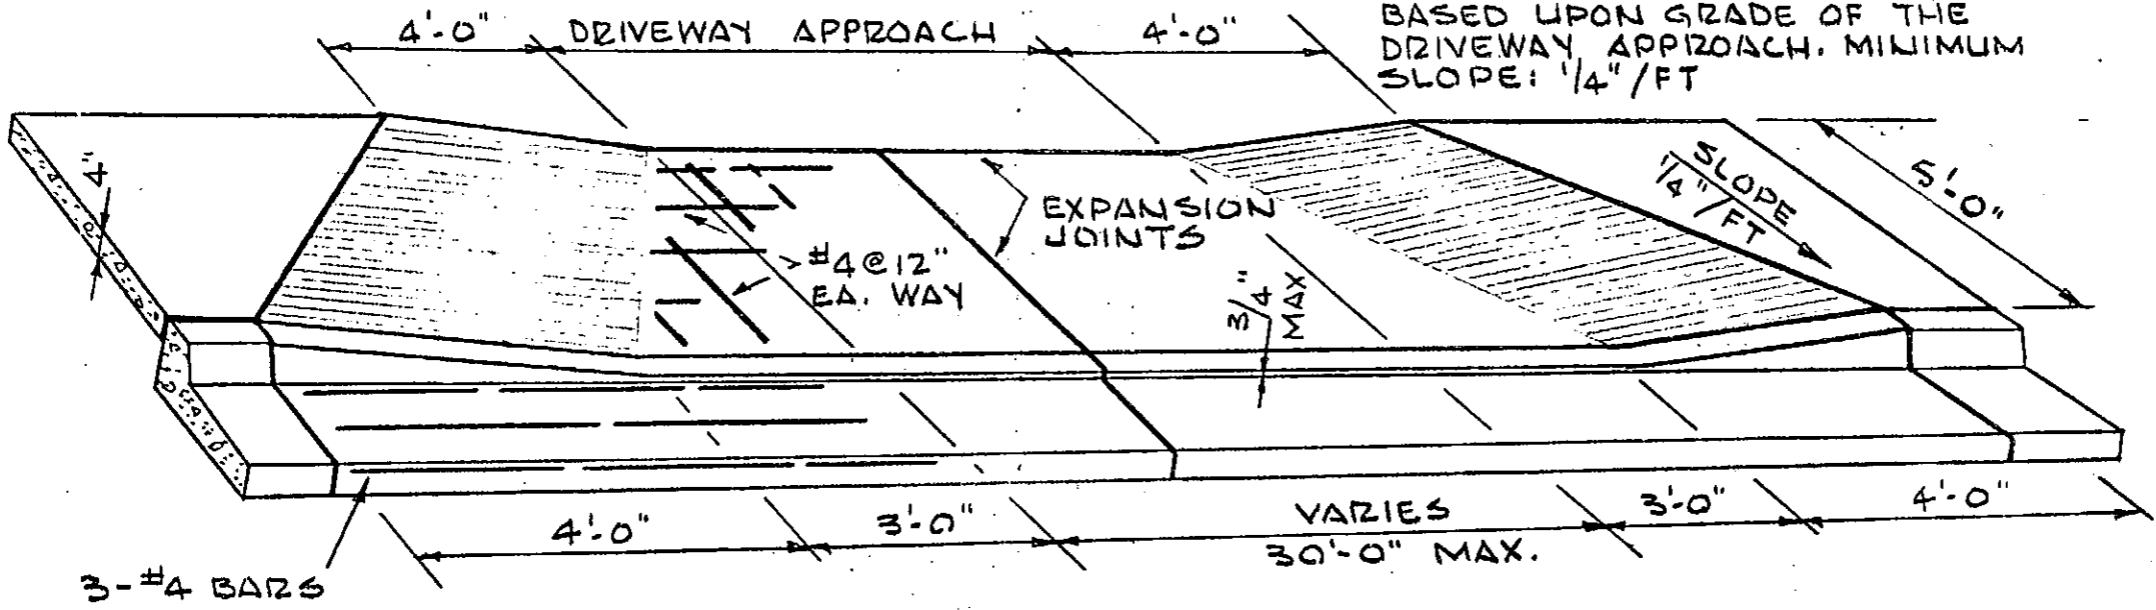 4'-0" DRIVEWAY APPROACH 4'-0"
BASED UPON GRADE OF THE
DRIVEWAY APPROACH. MINIMUM
SLOPE: 1/4"/FT
4"
SLOPE
1/4"/FT
5'-0"
EXPANSION
JOINTS
#4@12"
EA. WAY
3/4"
MAX
4'-0" 3'-0" VARIES 3'-0" 4'-0"
30'-0" MAX.
3-#4 BARS